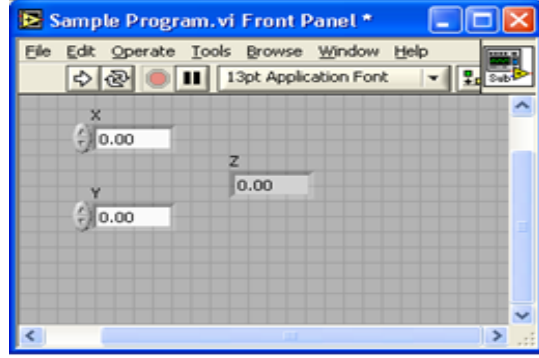 Sample Program.vi Front Panel *
File Edit Operate Tools Browse Window Help
13pt Application Font
Sub
X
0.00
Z
0.00
Y
0.00